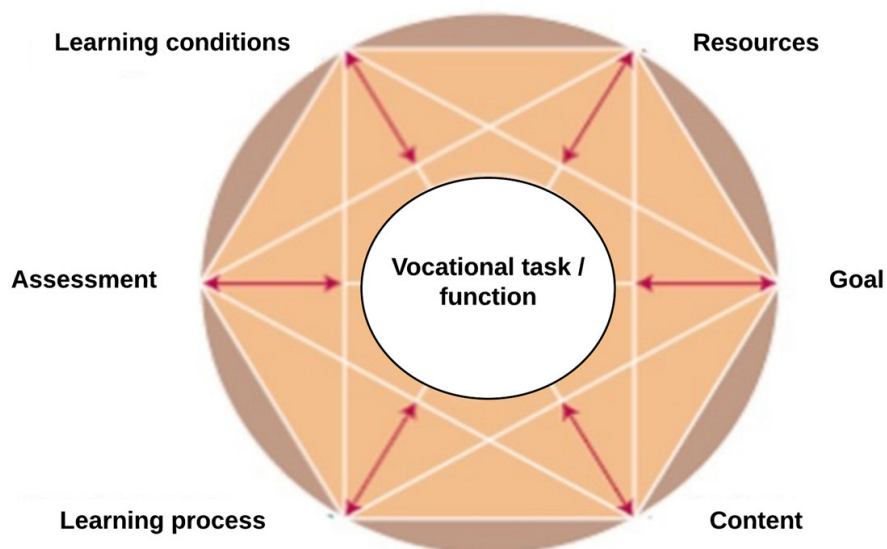 Learning conditions
Resources
Vocational task /
function
Assessment
Goal
Learning process
Content